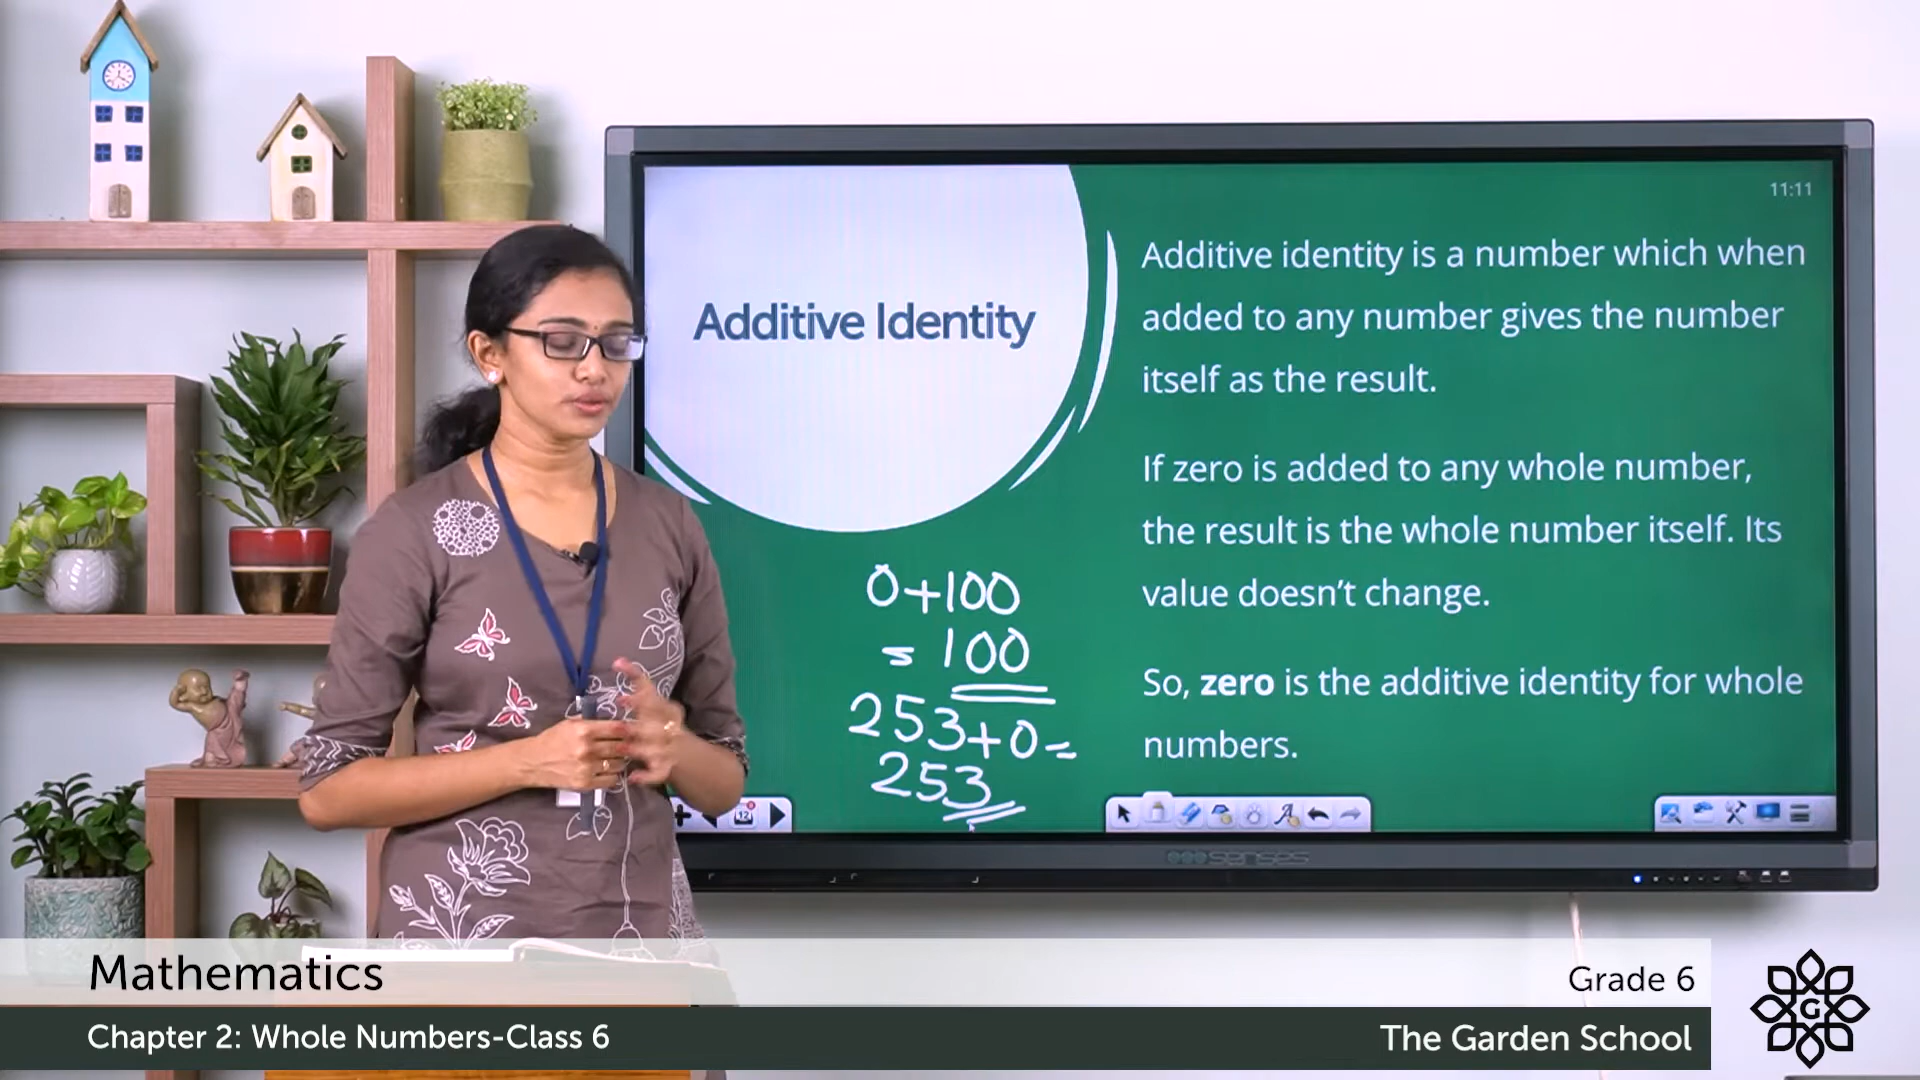 11:11
Additive Identity
Additive identity is a number which when
added to any number gives the number
itself as the result.
If zero is added to any whole number,
the result is the whole number itself. Its
value doesn't change.
So, zero is the additive identity for whole
numbers.
0+100
= 100
253+0=
253
12
senses
Mathematics
Grade 6
Chapter 2: Whole Numbers-Class 6
The Garden School
G